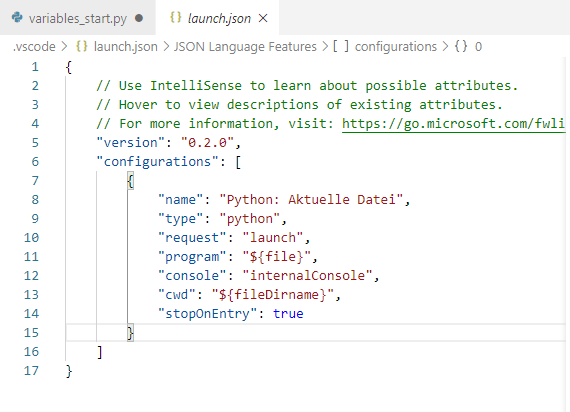 variables_start.py
launch.json
.vscode > launch.json > JSON Language Features > [ ] configurations > {} 0
1 {
2 // Use IntelliSense to learn about possible attributes.
3 // Hover to view descriptions of existing attributes.
4 // For more information, visit: https://go.microsoft.com/fwli
5 "version": "0.2.0",
6 "configurations": [
7 {
8 "name": "Python: Aktuelle Datei",
9 "type": "python",
10 "request": "launch",
11 "program": "${file}",
12 "console": "internalConsole",
13 "cwd": "${fileDirname}",
14 "stopOnEntry": true
15 }
16 ]
17 }